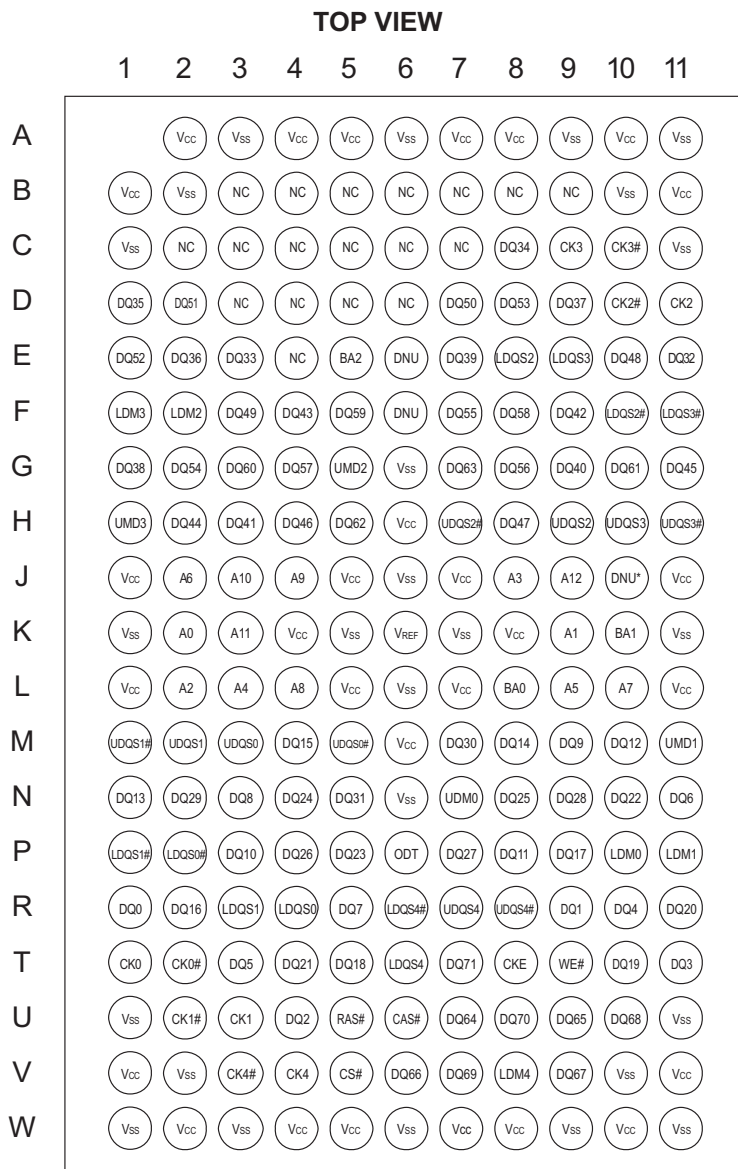 TOP VIEW
1 2 3 4 5 6 7 8 9 10 11
A Vcc Vss Vcc Vcc Vss Vcc Vcc Vss Vcc Vss
B Vcc Vss NC NC NC NC NC NC NC Vss Vcc
C Vss NC NC NC NC NC NC DQ34 CK3 CK3# Vss
D DQ35 DQ51 NC NC NC NC DQ50 DQ53 DQ37 CK2# CK2
E DQ52 DQ36 DQ33 NC BA2 DNU DQ39 LDQS2 LDQS3 DQ48 DQ32
F LDM3 LDM2 DQ49 DQ43 DQ59 DNU DQ55 DQ58 DQ42 LDQS2# LDQS3#
G DQ38 DQ54 DQ60 DQ57 UMD2 Vss DQ63 DQ56 DQ40 DQ61 DQ45
H UMD3 DQ44 DQ41 DQ46 DQ62 Vcc UDQS2# DQ47 UDQS2 UDQS3 UDQS3#
J Vcc A6 A10 A9 Vcc Vss Vcc A3 A12 DNU* Vcc
K Vss A0 A11 Vcc Vss VREF Vss Vcc A1 BA1 Vss
L Vcc A2 A4 A8 Vcc Vss Vcc BA0 A5 A7 Vcc
M UDQS1# UDQS1 UDQS0 DQ15 UDQS0# Vcc DQ30 DQ14 DQ9 DQ12 UMD1
N DQ13 DQ29 DQ8 DQ24 DQ31 Vss UDM0 DQ25 DQ28 DQ22 DQ6
P LDQS1# LDQS0# DQ10 DQ26 DQ23 ODT DQ27 DQ11 DQ17 LDM0 LDM1
R DQ0 DQ16 LDQS1 LDQS0 DQ7 LDQS4# UDQS4 UDQS4# DQ1 DQ4 DQ20
T CK0 CK0# DQ5 DQ21 DQ18 LDQS4 DQ71 CKE WE# DQ19 DQ3
U Vss CK1# CK1 DQ2 RAS# CAS# DQ64 DQ70 DQ65 DQ68 Vss
V Vcc Vss CK4# CK4 CS# DQ66 DQ69 LDM4 DQ67 Vss Vcc
W Vss Vcc Vss Vcc Vcc Vss Vcc Vcc Vss Vcc Vss